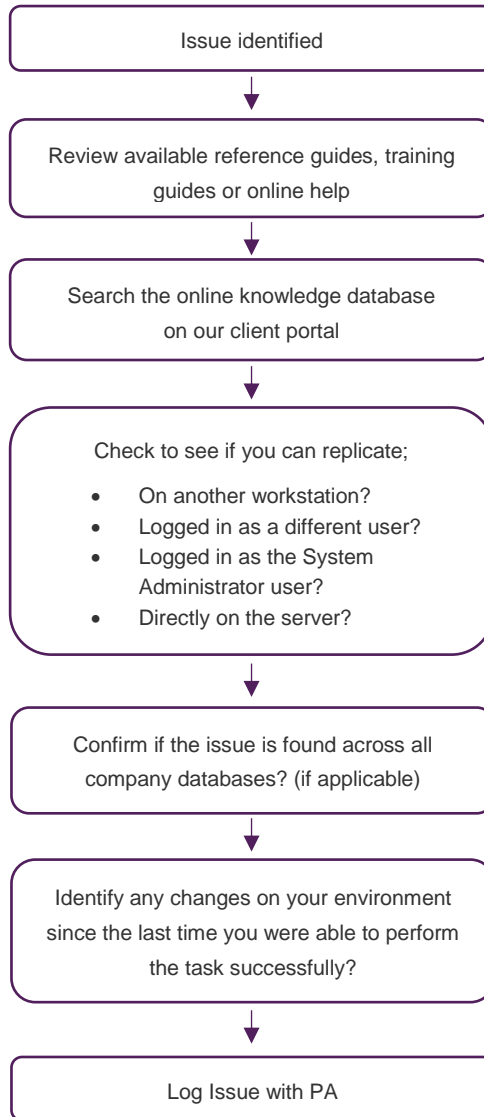 Issue identified
Review available reference guides, training
guides or online help
Search the online knowledge database
on our client portal
Check to see if you can replicate;
• On another workstation?
• Logged in as a different user?
• Logged in as the System
Administrator user?
• Directly on the server?
Confirm if the issue is found across all
company databases? (if applicable)
Identify any changes on your environment
since the last time you were able to perform
the task successfully?
Log Issue with PA